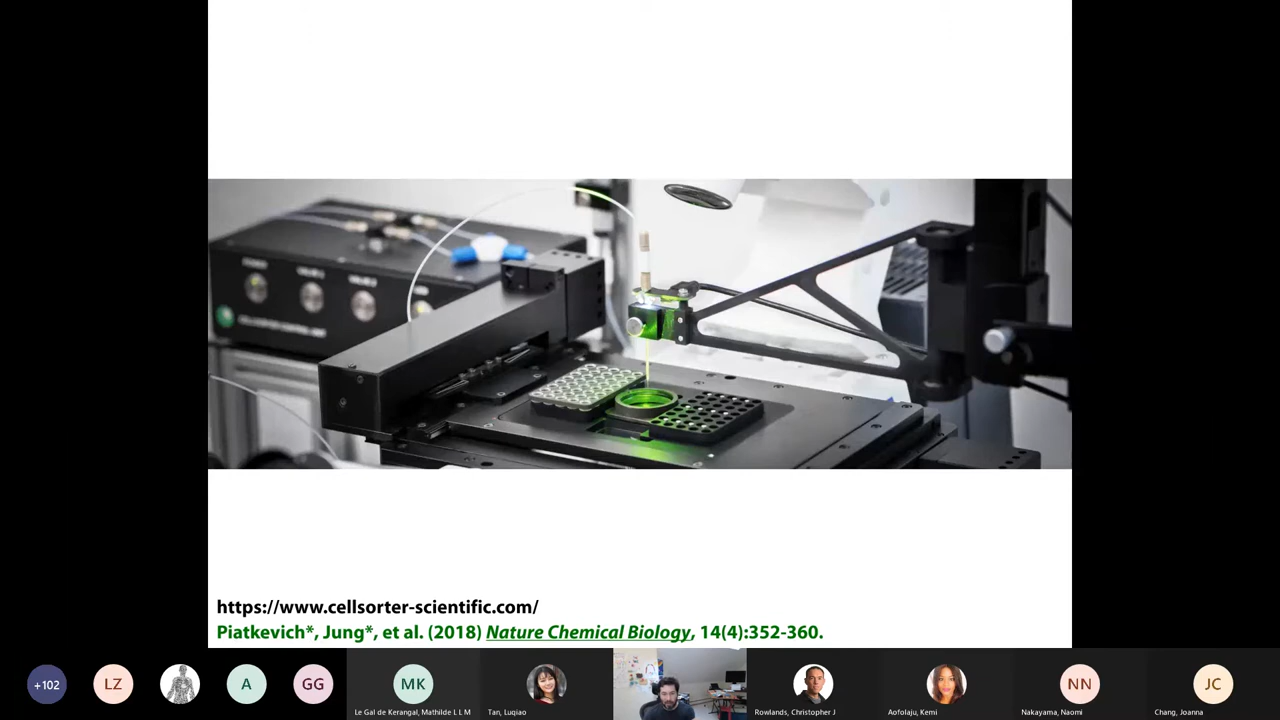 https://www.cellsorter-scientific.com/
Piatkevich*, Jung*, et al. (2018) Nature Chemical Biology, 14(4):352-360.
+102
LZ
A
GG
MK
NN
JC
Le Gal de Kerangal, Mathilde L L M
Tan, Luqiao
Rowlands, Christopher J
Aofolaju, Kemi
Nakayama, Naomi
Chang, Joanna